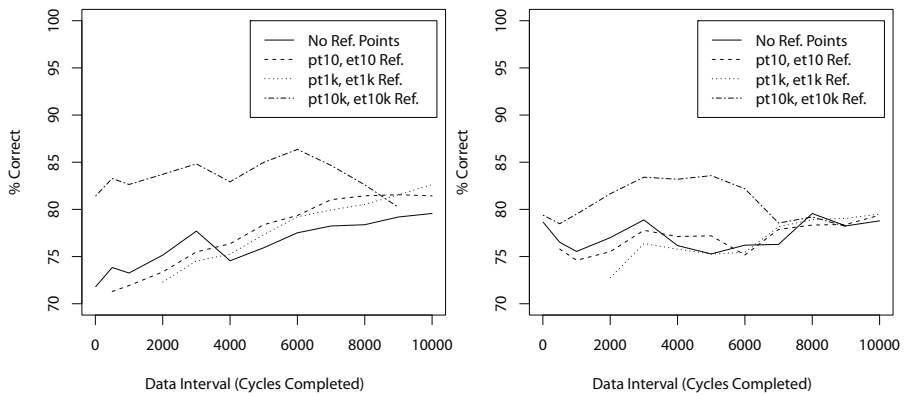 100
95
90
85
80
75
70
% Correct
No Ref. Points
pt10, et10 Ref.
pt1k, et1k Ref.
pt10k, et10k Ref.
0 2000 4000 6000 8000 10000
Data Interval (Cycles Completed)
100
95
90
85
80
75
70
% Correct
No Ref. Points
pt10, et10 Ref.
pt1k, et1k Ref.
pt10k, et10k Ref.
0 2000 4000 6000 8000 10000
Data Interval (Cycles Completed)